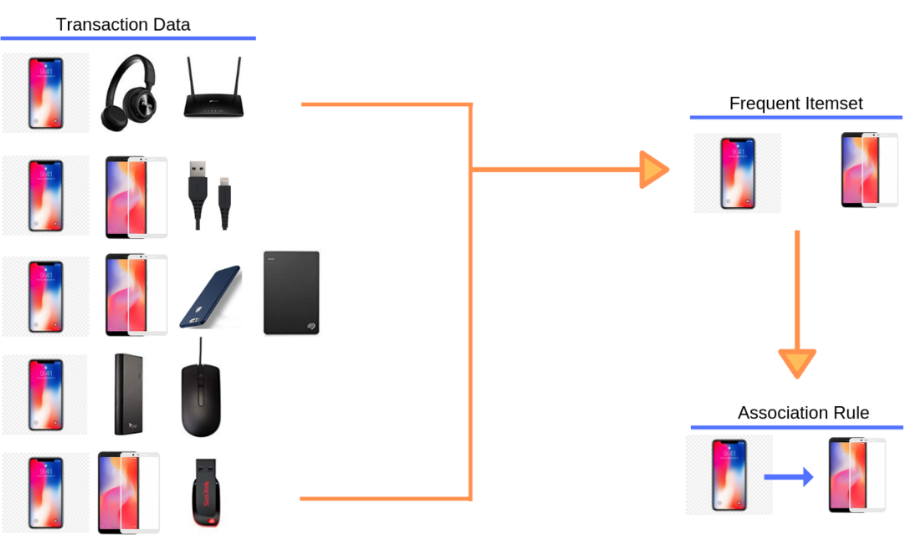 Transaction Data
Frequent Itemset
Association Rule